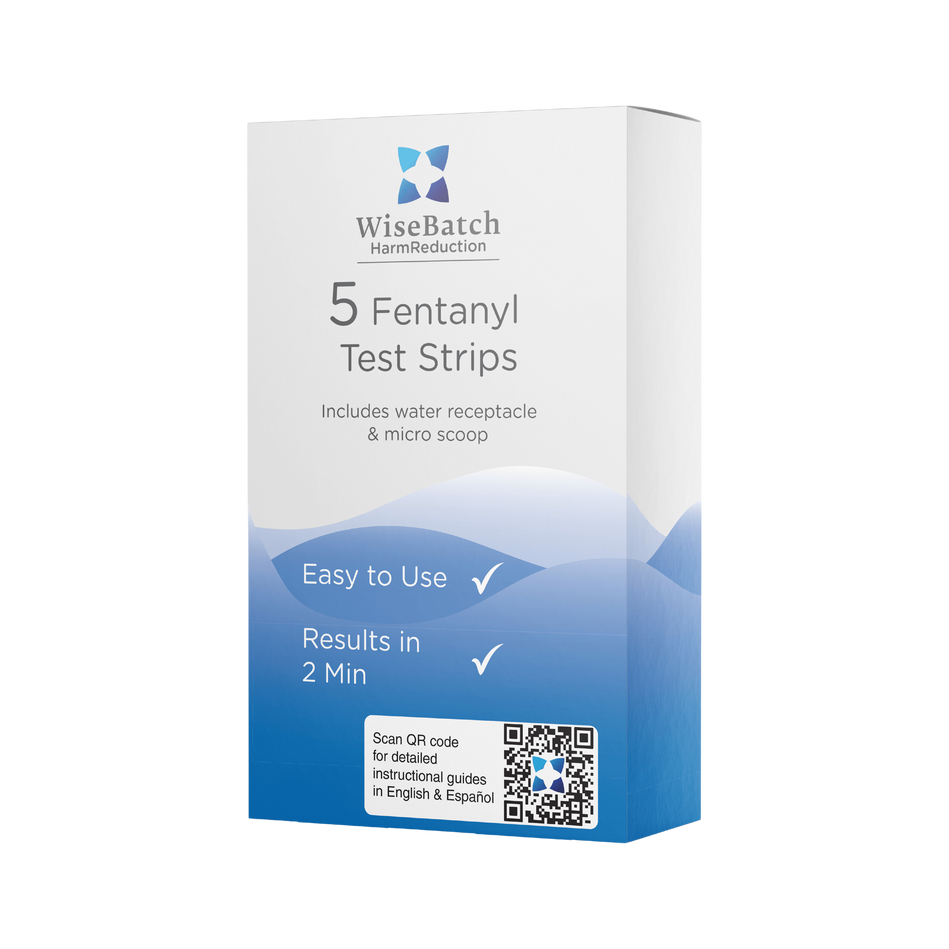 WiseBatch
HarmReduction
5 Fentanyl
Test Strips
Includes water receptacle
& micro scoop
Easy to Use
Results in
2 Min
Scan QR code
for detailed
instructional guides
in English & Español